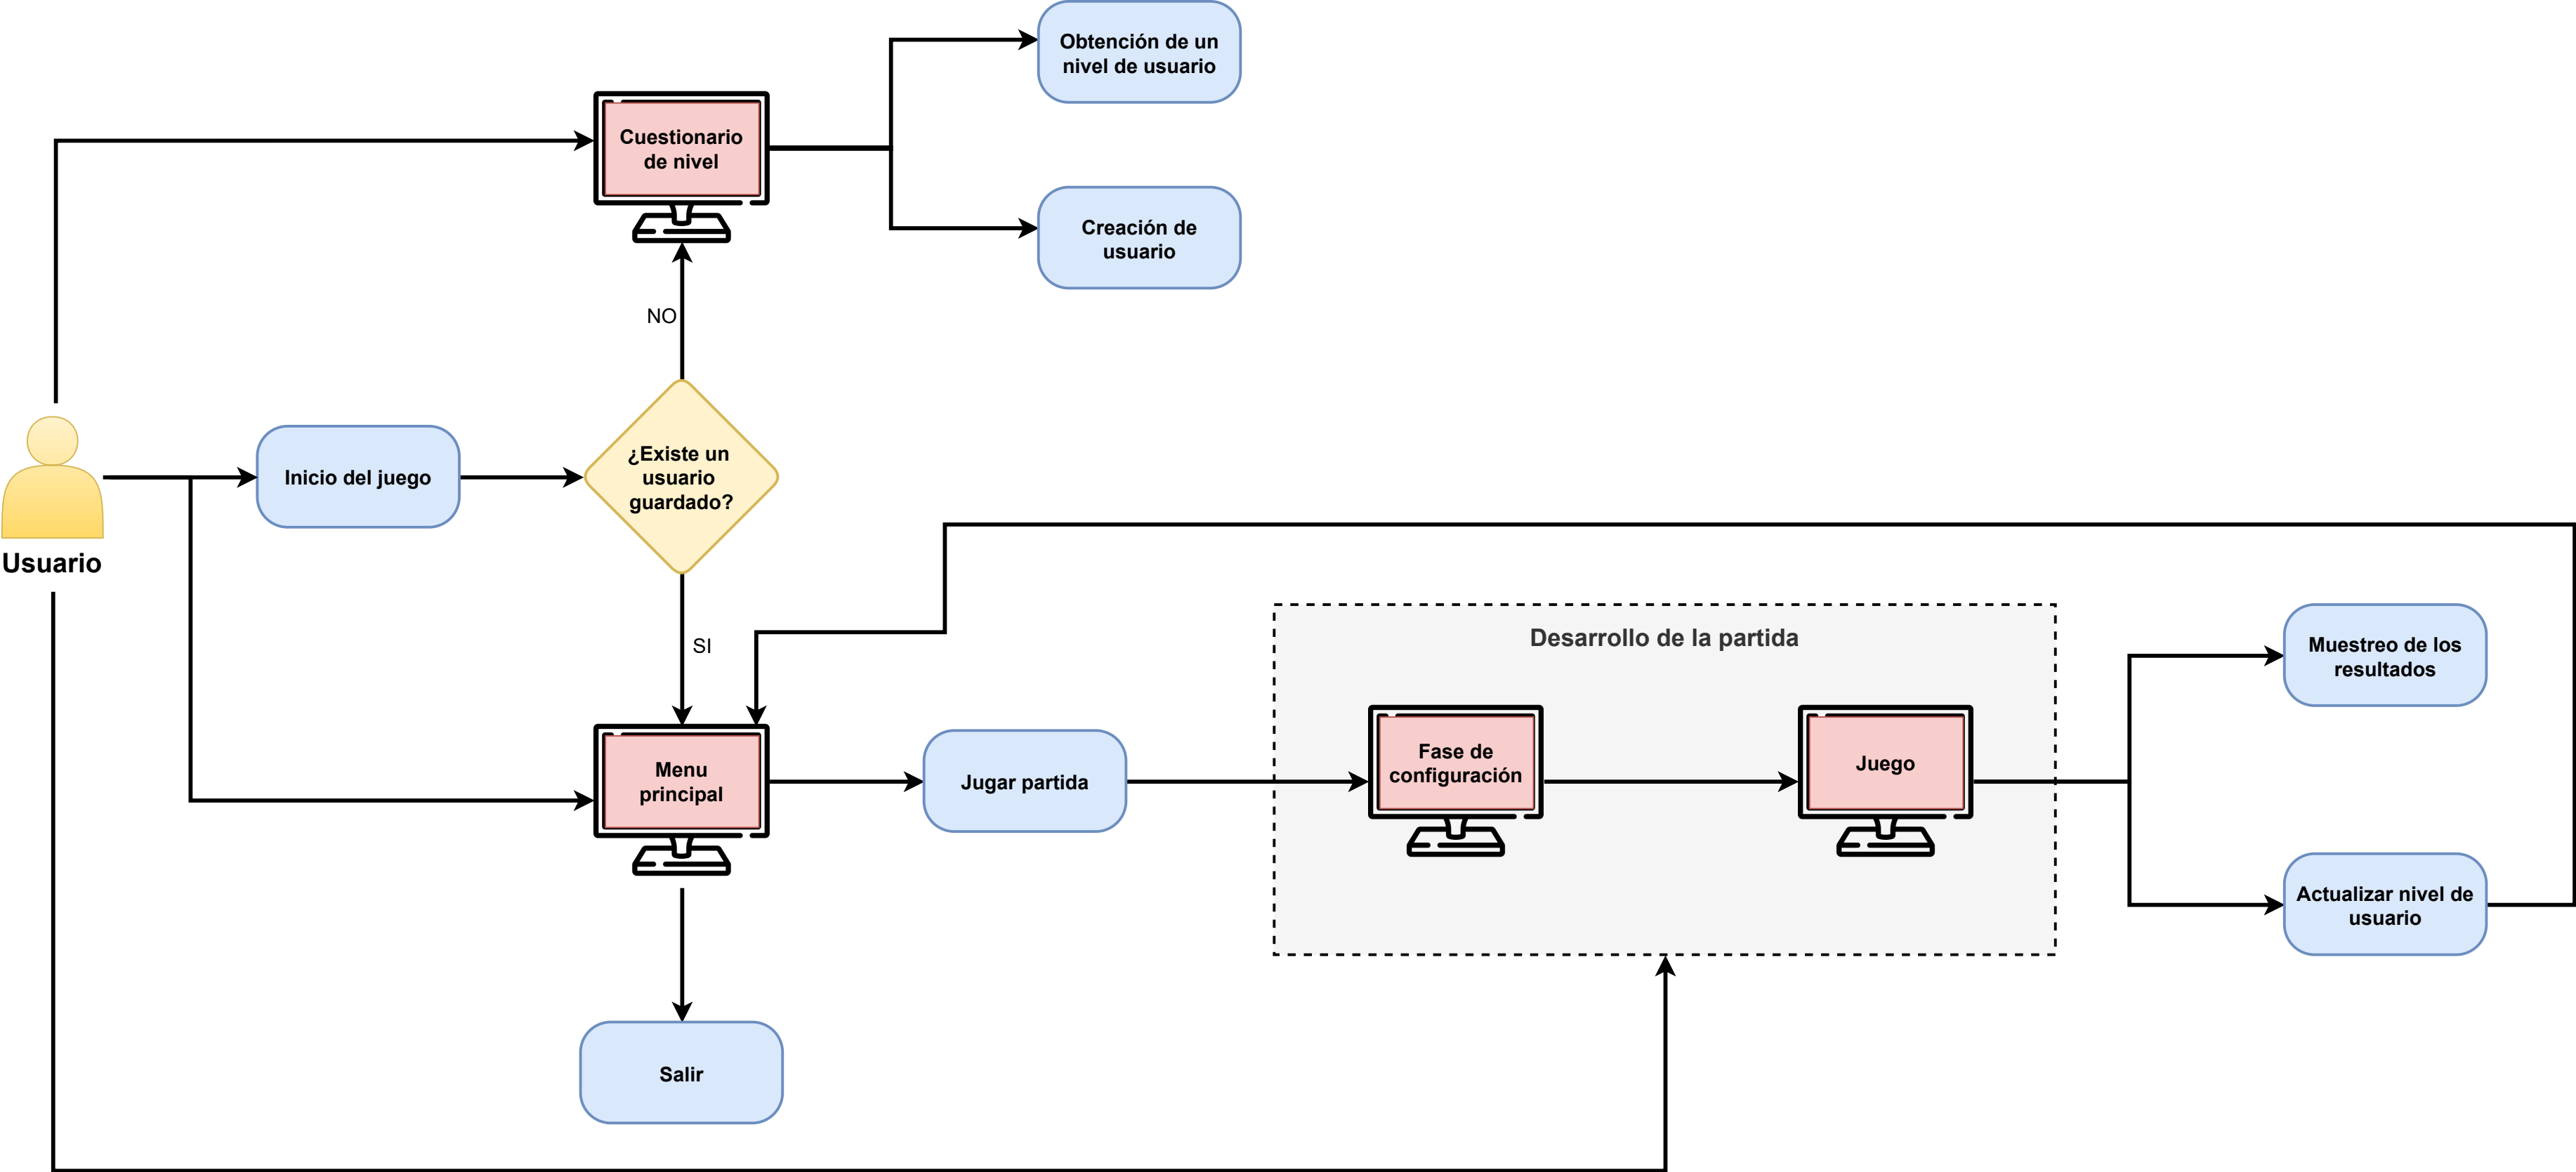 Obtención de un
nivel de usuario
Cuestionario
de nivel
Creación de
usuario
NO
¿Existe un
usuario
guardado?
Inicio del juego
Usuario
SI
Desarrollo de la partida
Muestreo de los
resultados
Menu
principal
Jugar partida
Fase de
configuración
Juego
Actualizar nivel de
usuario
Salir